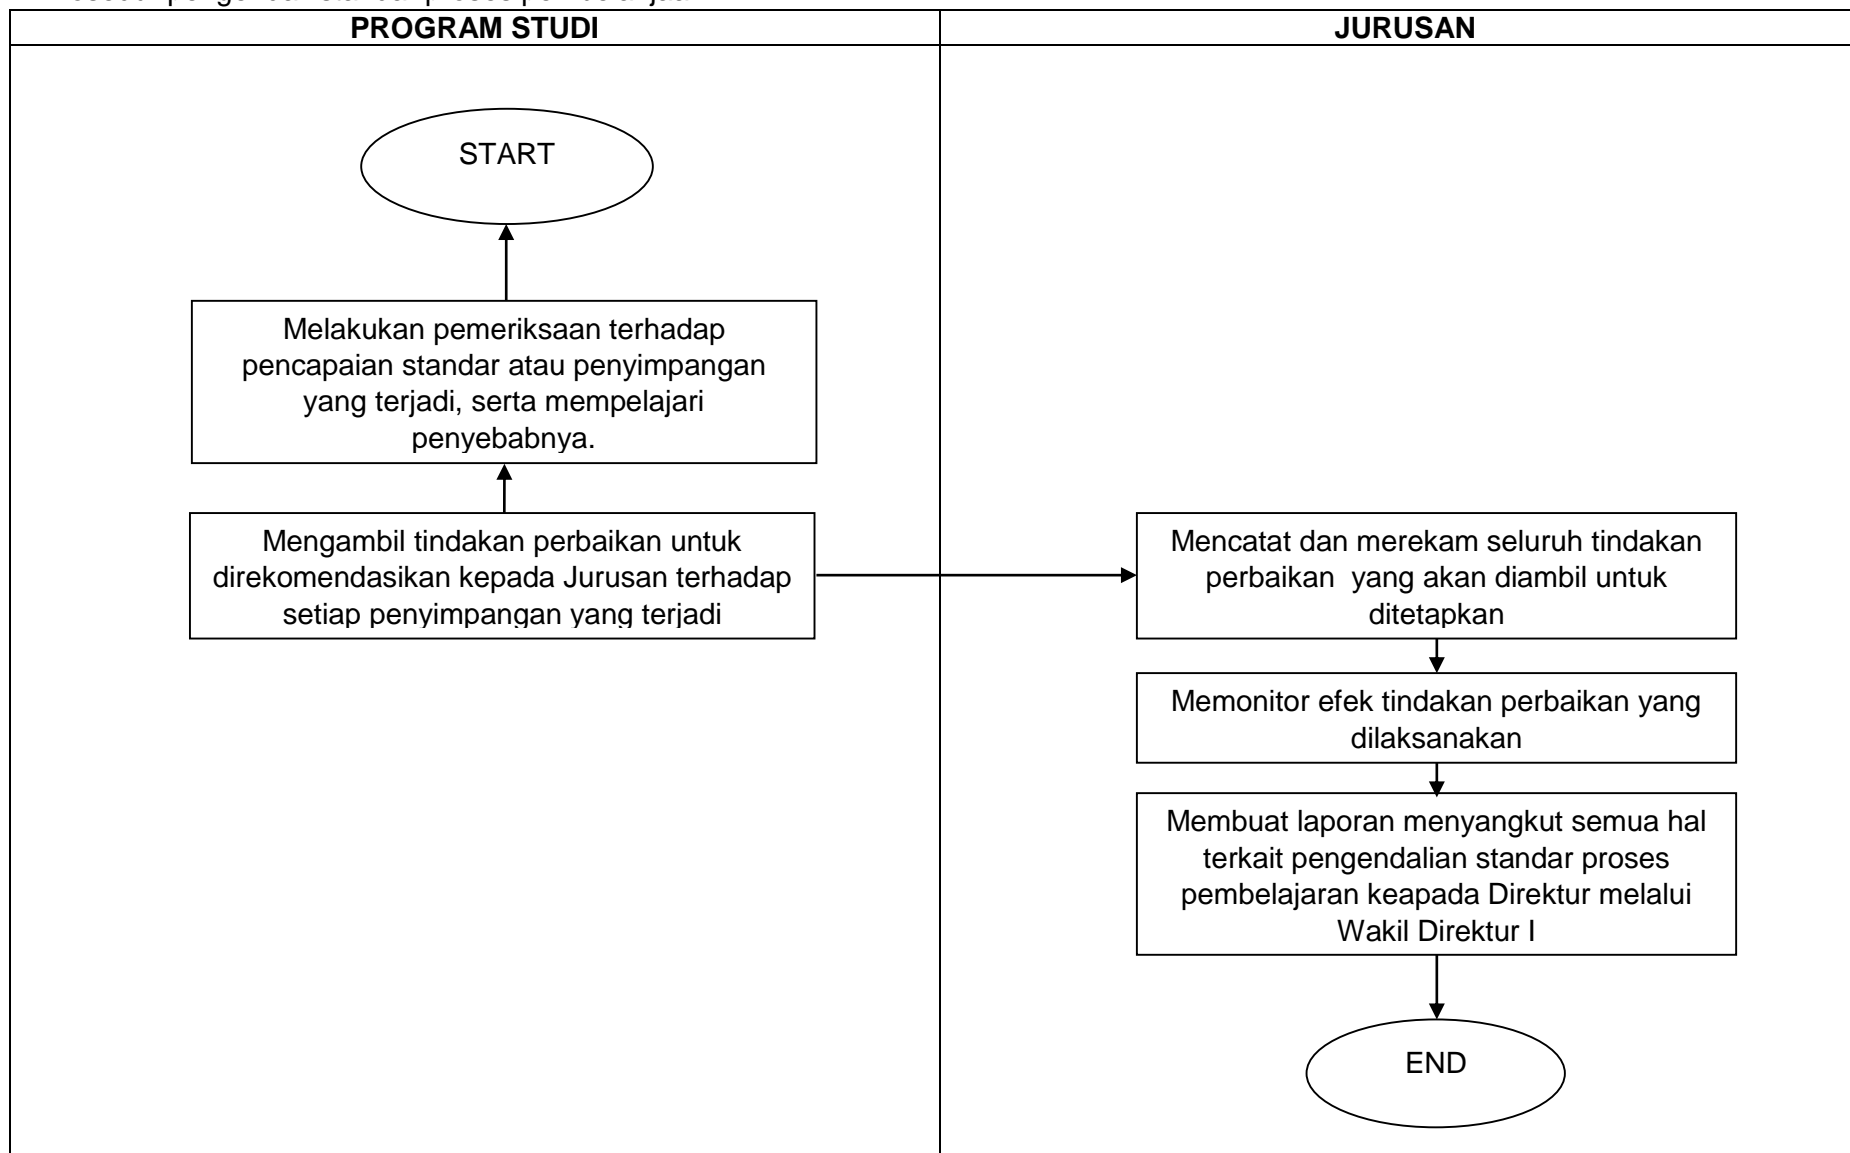 PROGRAM STUDI
JURUSAN
START
Melakukan pemeriksaan terhadap
pencapaian standar atau penyimpangan
yang terjadi, serta mempelajari
penyebabnya.
Mengambil tindakan perbaikan untuk
direkomendasikan kepada Jurusan terhadap
setiap penyimpangan yang terjadi
Mencatat dan merekam seluruh tindakan
perbaikan yang akan diambil untuk
ditetapkan
Memonitor efek tindakan perbaikan yang
dilaksanakan
Membuat laporan menyangkut semua hal
terkait pengendalian standar proses
pembelajaran keapada Direktur melalui
Wakil Direktur I
END